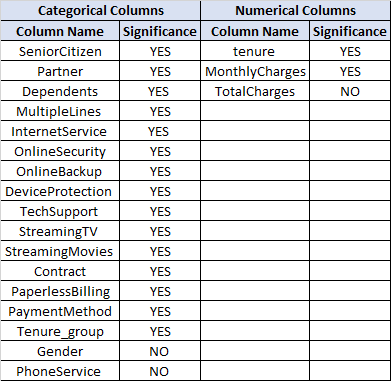 Categorical Columns Numerical Columns
Column Name Significance Column Name Significance
SeniorCitizen YES tenure YES
Partner YES MonthlyCharges YES
Dependents YES TotalCharges NO
MultipleLines YES
InternetService YES
OnlineSecurity YES
OnlineBackup YES
DeviceProtection YES
TechSupport YES
StreamingTV YES
StreamingMovies YES
Contract YES
PaperlessBilling YES
PaymentMethod YES
Tenure_group YES
Gender NO
PhoneService NO